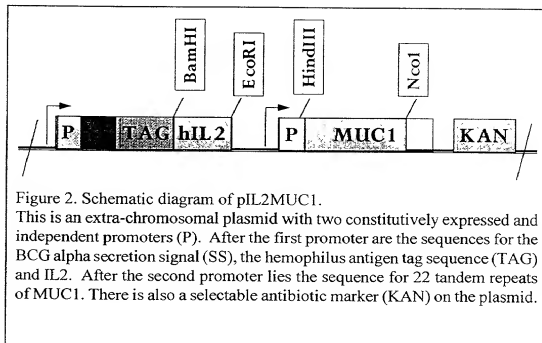 BamHI
EcoRI
HindIII
Nco1
P TAG hIL2 P MUC1 KAN
Figure 2. Schematic diagram of pIL2MUC1.
This is an extra-chromosomal plasmid with two constitutively expressed and
independent promoters (P). After the first promoter are the sequences for the
BCG alpha secretion signal (SS), the hemophilus antigen tag sequence (TAG)
and IL2. After the second promoter lies the sequence for 22 tandem repeats
of MUC1. There is also a selectable antibiotic marker (KAN) on the plasmid.